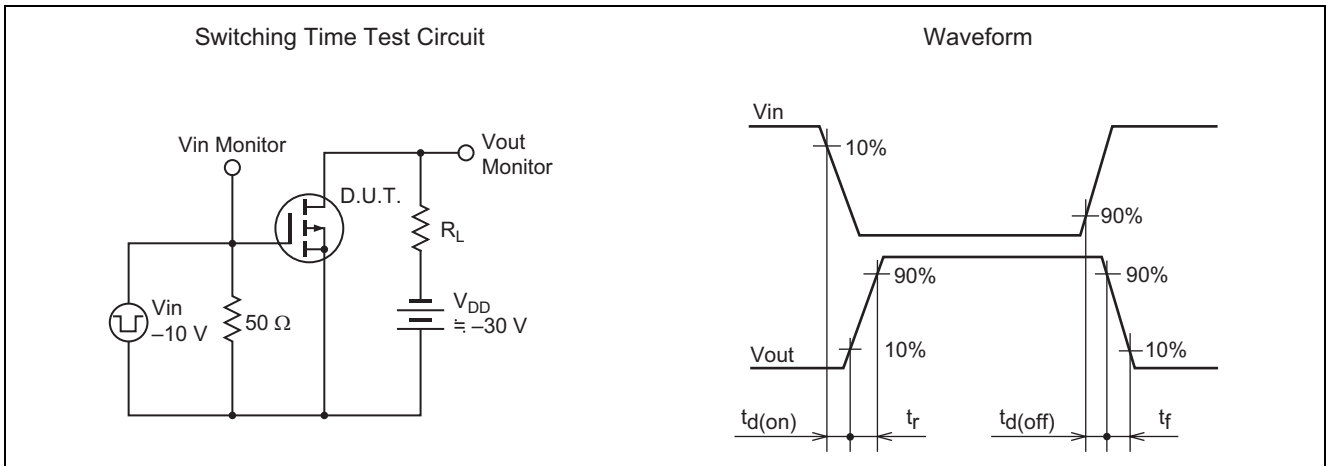 Switching Time Test Circuit
Vin Monitor
Vout
Monitor
D.U.T.
RL
Vin
–10 V
50 Ω
VDD
≒ –30 V
Waveform
Vin
10%
90%
90%
90%
Vout
10%
10%
td(on)
tr
td(off)
tf